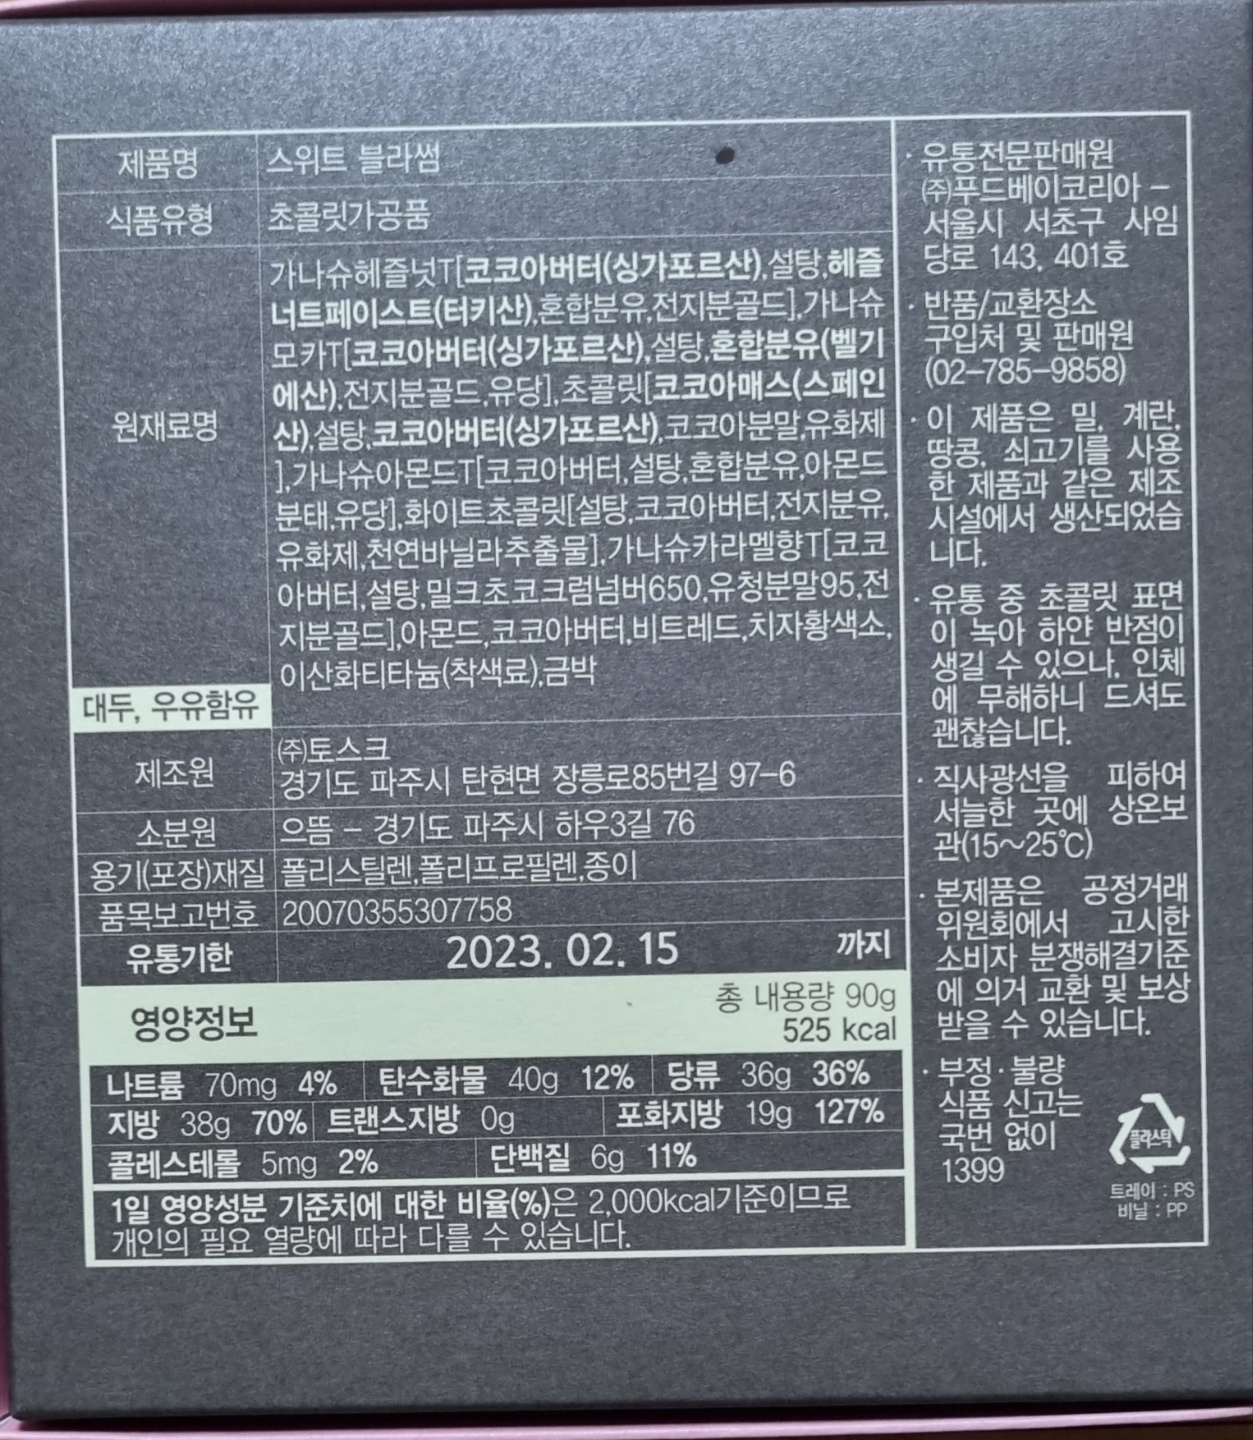 제품명 스위트 블라썸
식품유형 초콜릿가공품
원재료명
가나슈헤즐넛T[코코아버터(싱가포르산),설탕,헤즐
너트페이스트(터키산),혼합분유,전지분골드],가나슈
모카T[코코아버터(싱가포르산),설탕,혼합분유(벨기
에산),전지분골드,유당],초콜릿[코코아매스(스페인
산),설탕,코코아버터(싱가포르산),코코아분말,유화제
],가나슈아몬드T[코코아버터,설탕,혼합분유,아몬드
분태,유당],화이트초콜릿[설탕,코코아버터,전지분유,
유화제,천연바닐라추출물],가나슈카라멜향T[코코
아버터,설탕,밀크초코크럼넘버650,유청분말95,전
지분골드],아몬드,코코아버터,비트레드,치자황색소,
이산화티타늄(착색료),금박
대두, 우유함유
제조원
㈜토스크
경기도 파주시 탄현면 장릉로85번길 97-6
소분원 으뜸 - 경기도 파주시 하우3길 76
용기(포장)재질 폴리스틸렌,폴리프로필렌,종이
품목보고번호 20070355307758
유통기한 2023. 02. 15 까지
영양정보
총 내용량 90g
525 kcal
나트륨 70mg 4% 탄수화물 40g 12% 당류 36g 36%
지방 38g 70% 트랜스지방 0g 포화지방 19g 127%
콜레스테롤 5mg 2% 단백질 6g 11%
1일 영양성분 기준치에 대한 비율(%)은 2,000kcal기준이므로
개인의 필요 열량에 따라 다를 수 있습니다.
· 유통전문판매원
㈜푸드베이코리아 -
서울시 서초구 사임
당로 143, 401호
· 반품/교환장소
구입처 및 판매원
(02-785-9858)
· 이 제품은 밀, 계란,
땅콩, 쇠고기를 사용
한 제품과 같은 제조
시설에서 생산되었습
니다.
· 유통 중 초콜릿 표면
이 녹아 하얀 반점이
생길 수 있으나, 인체
에 무해하니 드셔도
괜찮습니다.
· 직사광선을 피하여
서늘한 곳에 상온보
관(15~25℃)
· 본제품은 공정거래
위원회에서 고시한
소비자 분쟁해결기준
에 의거 교환 및 보상
받을 수 있습니다.
· 부정·불량
식품 신고는
국번 없이
1399
플라스틱
트레이 : PS
비닐 : PP